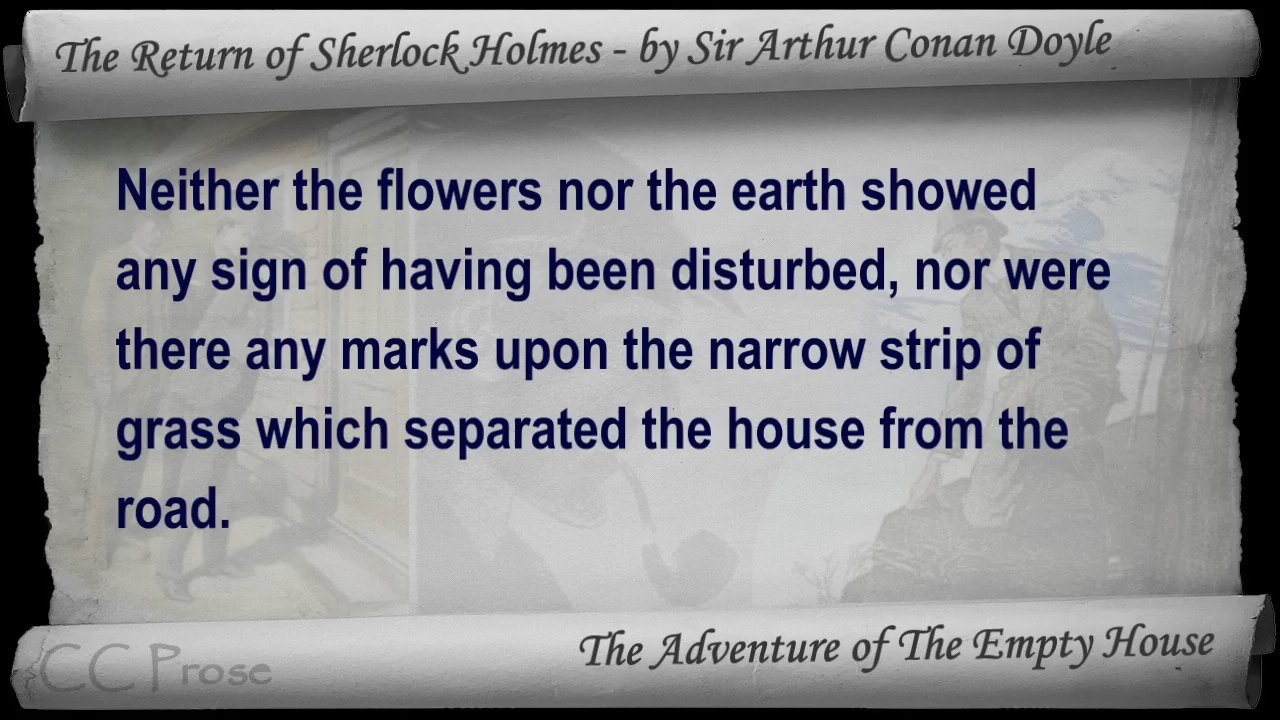 The Return of Sherlock Holmes - by Sir Arthur Conan Doyle
Neither the flowers nor the earth showed
any sign of having been disturbed, nor were
there any marks upon the narrow strip of
grass which separated the house from the
road.
The Adventure of The Empty House
CC Prose